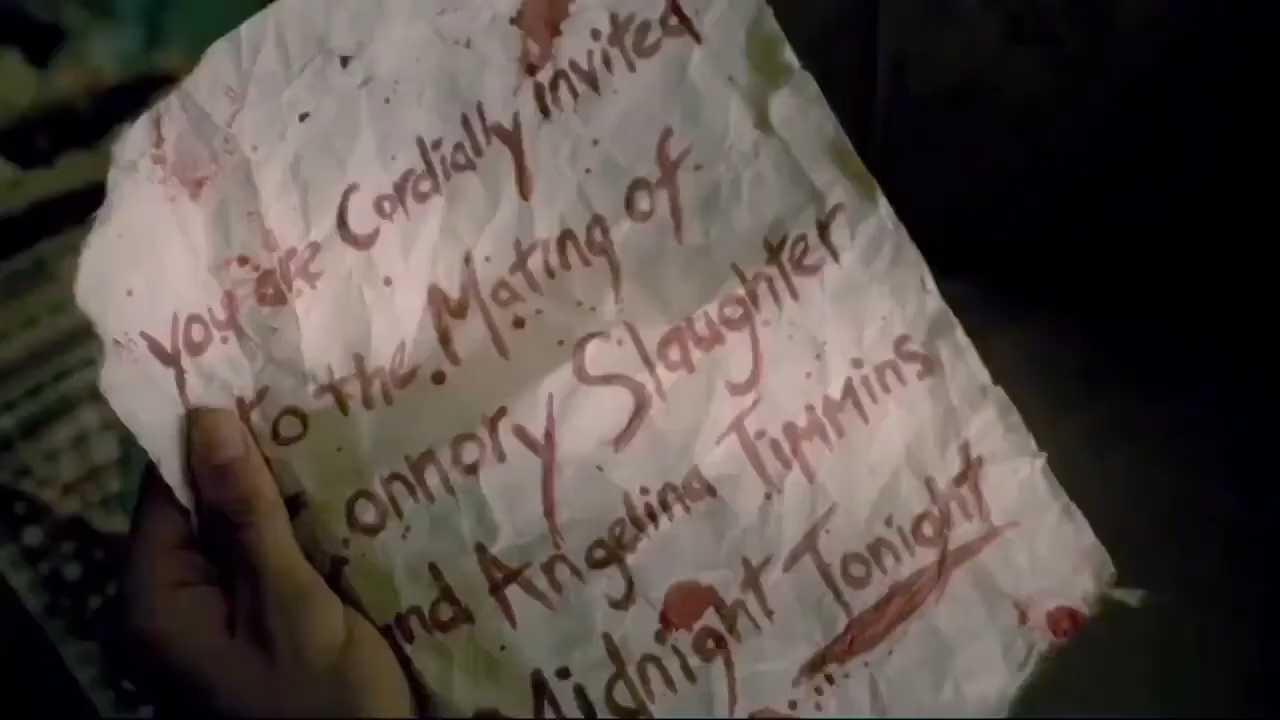 you are Cordially invited
to the Mating of
onnory Slaughter
nd Angelina Timmins
Midnight Tonight